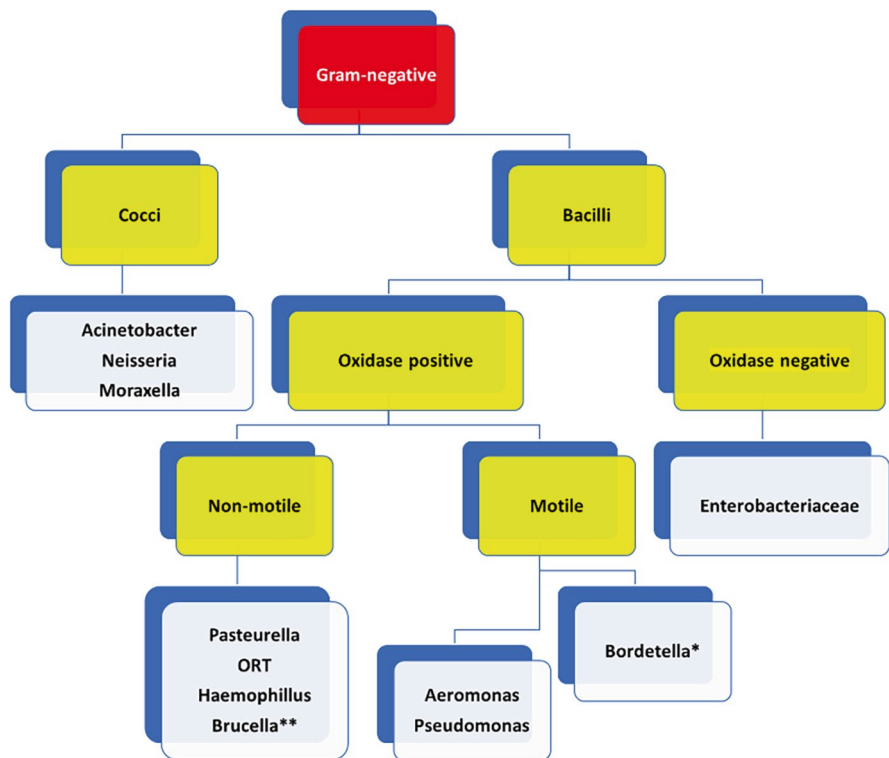 Gram-negative
Cocci
Bacilli
Acinetobacter
Neisseria
Moraxella
Oxidase positive
Oxidase negative
Non-motile
Motile
Enterobacteriaceae
Pasteurella
ORT
Haemophillus
Brucella**
Aeromonas
Pseudomonas
Bordetella*